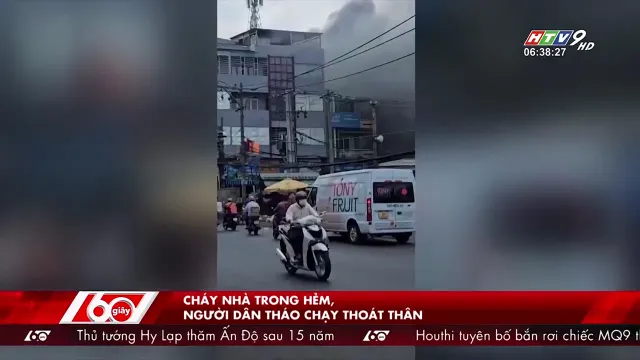 HTV9 HD
06:38:27
TONY
FRUIT
60 giây
CHÁY NHÀ TRONG HẺM,
NGƯỜI DÂN THÁO CHẠY THOÁT THÂN
60 Thủ tướng Hy Lạp thăm Ấn Độ sau 15 năm 60 Houthi tuyên bố bắn rơi chiếc MQ9 t